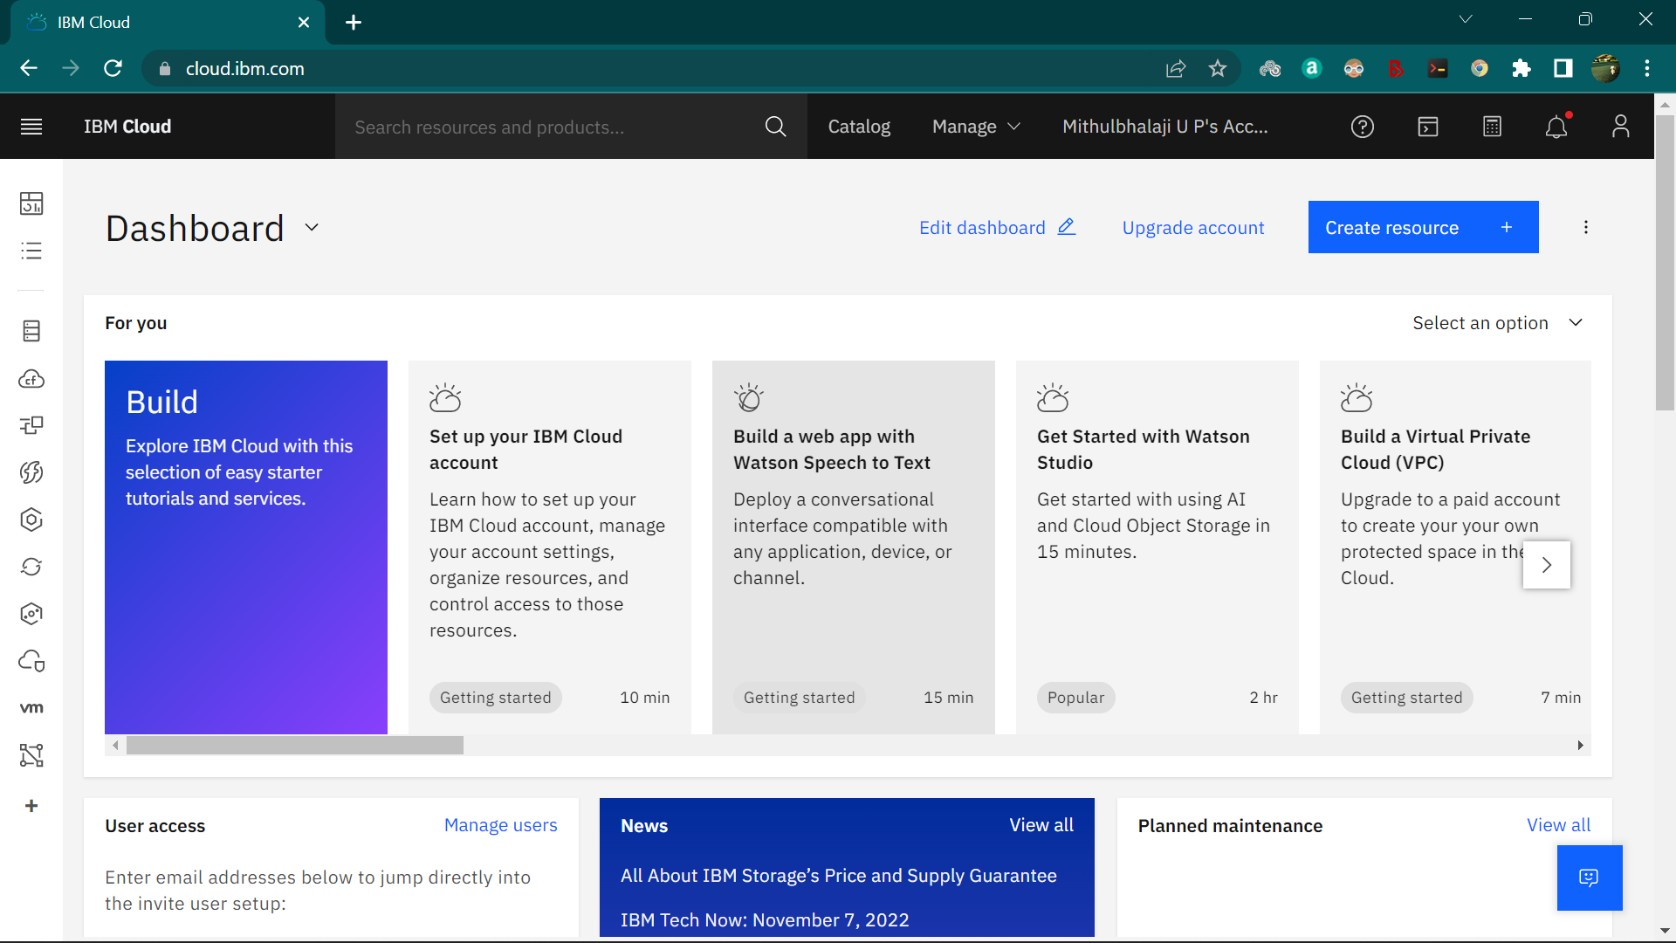 IBM Cloud
cloud.ibm.com
IBM Cloud
Search resources and products...
Catalog
Manage
Mithulbhalaji U P's Acc...
Dashboard
Edit dashboard
Upgrade account
Create resource +
For you
Select an option
Build
Explore IBM Cloud with this
selection of easy starter
tutorials and services.
Set up your IBM Cloud
account
Learn how to set up your
IBM Cloud account, manage
your account settings,
organize resources, and
control access to those
resources.
Getting started
10 min
Build a web app with
Watson Speech to Text
Deploy a conversational
interface compatible with
any application, device, or
channel.
Getting started
15 min
Get Started with Watson
Studio
Get started with using AI
and Cloud Object Storage in
15 minutes.
Popular
2 hr
Build a Virtual Private
Cloud (VPC)
Upgrade to a paid account
to create your your own
protected space in the
Cloud.
Getting started
7 min
cf
vm
User access
Manage users
Enter email addresses below to jump directly into
the invite user setup:
News
View all
All About IBM Storage’s Price and Supply Guarantee
IBM Tech Now: November 7, 2022
Planned maintenance
View all